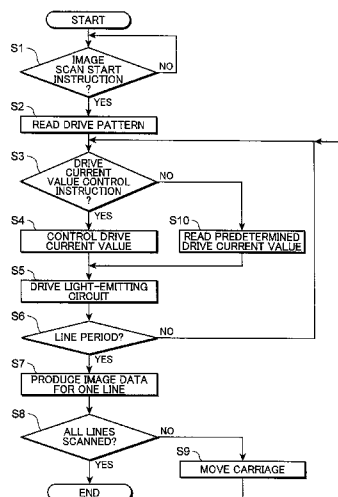 START
S1
IMAGE
SCAN START
INSTRUCTION
?
NO
YES
S2
READ DRIVE PATTERN
S3
DRIVE
CURRENT
VALUE CONTROL
INSTRUCTION
?
NO
YES
S4
CONTROL DRIVE
CURRENT VALUE
S10
READ PREDETERMINED
DRIVE CURRENT VALUE
S5
DRIVE LIGHT-EMITTING
CIRCUIT
S6
LINE PERIOD?
NO
YES
S7
PRODUCE IMAGE DATA
FOR ONE LINE
S8
ALL LINES
SCANNED?
NO
YES
S9
MOVE CARRIAGE
END